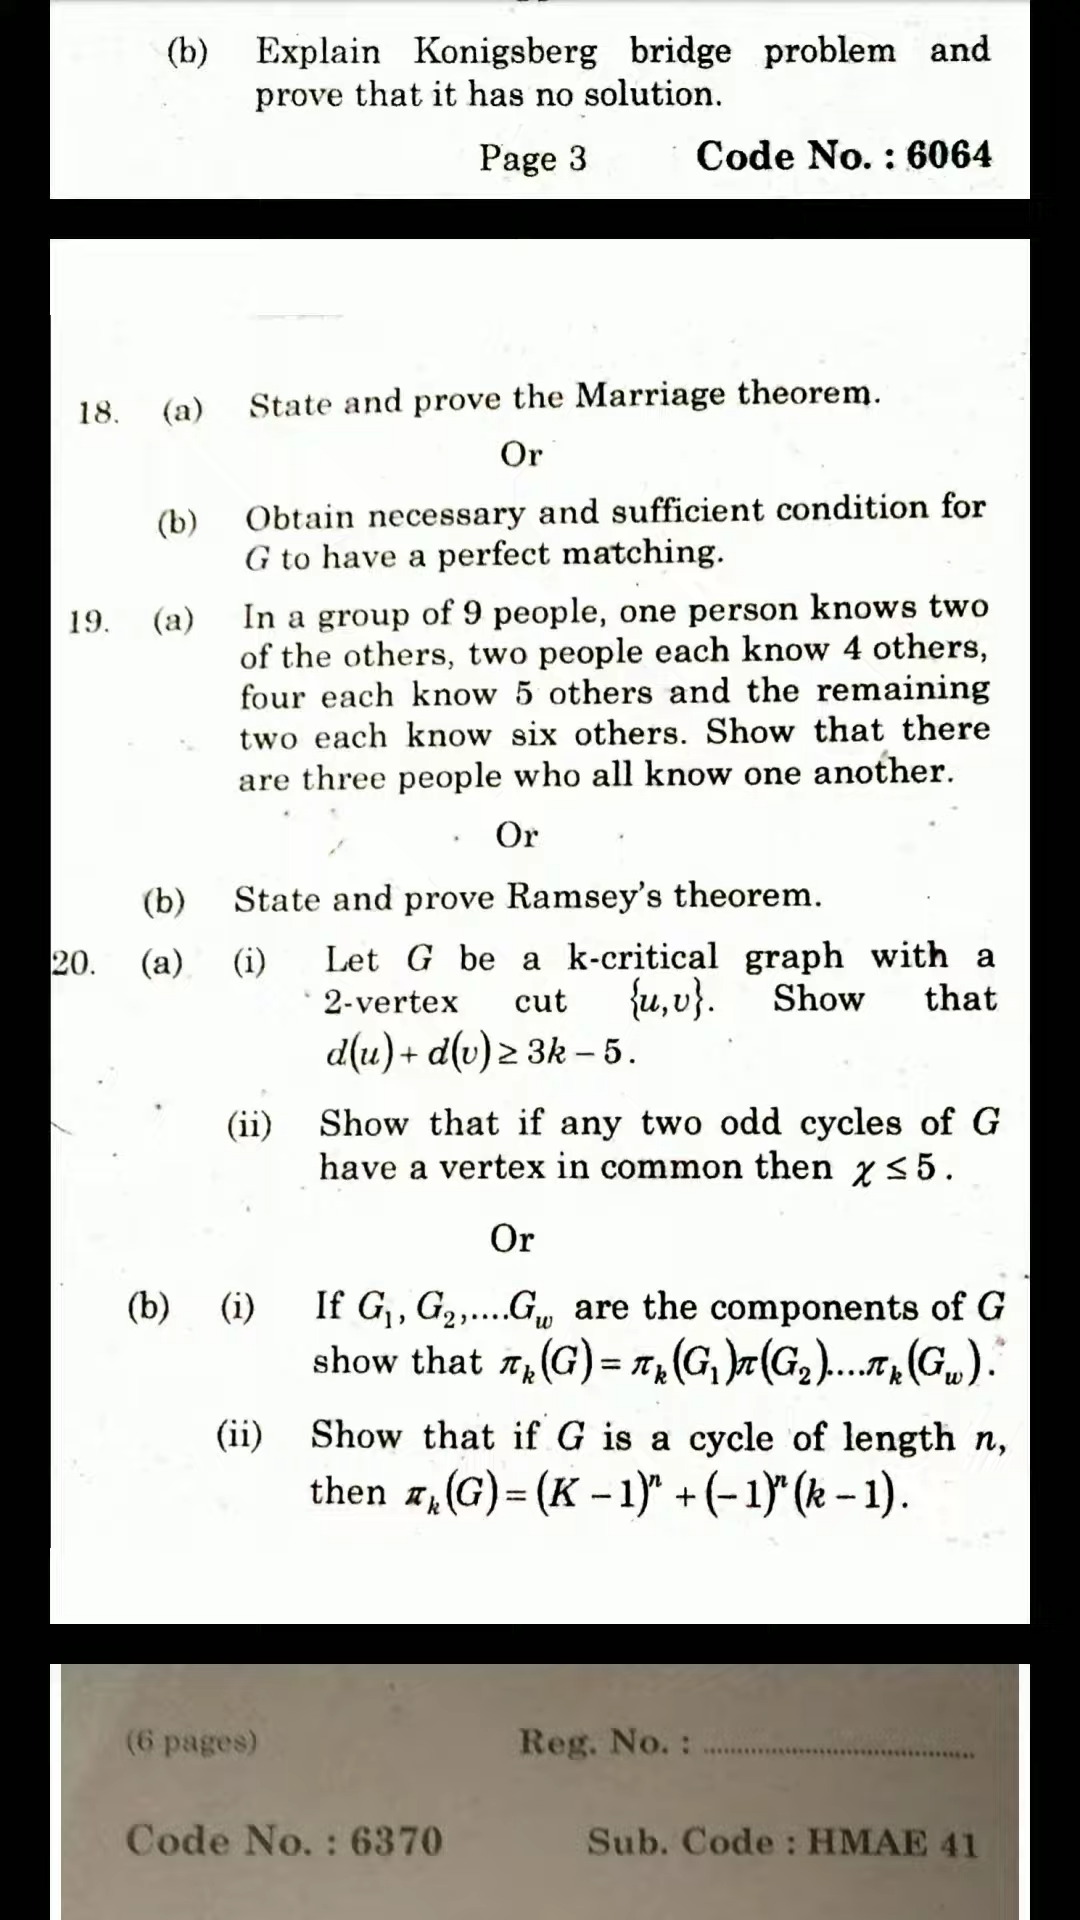 (b) Explain Konigsberg bridge problem and
prove that it has no solution.
Page 3 Code No. : 6064
18. (a) State and prove the Marriage theorem.
Or
(b) Obtain necessary and sufficient condition for
G to have a perfect matching.
19. (a) In a group of 9 people, one person knows two
of the others, two people each know 4 others,
four each know 5 others and the remaining
two each know six others. Show that there
are three people who all know one another.
Or
(b) State and prove Ramsey's theorem.
20. (a) (i) Let G be a k-critical graph with a
2-vertex cut {u,v}. Show that
d(u) + d(v) ≥ 3k – 5.
(ii) Show that if any two odd cycles of G
have a vertex in common then χ ≤ 5.
Or
(b) (i) If G₁, G₂,....G_w are the components of G
show that π_k(G) = π_k(G₁)π(G₂)....π_k(G_w).
(ii) Show that if G is a cycle of length n,
then π_k(G) = (K – 1)ⁿ + (– 1)ⁿ(k – 1).
(6 pages) Reg. No. : ........................................
Code No. : 6370 Sub. Code : HMAE 41